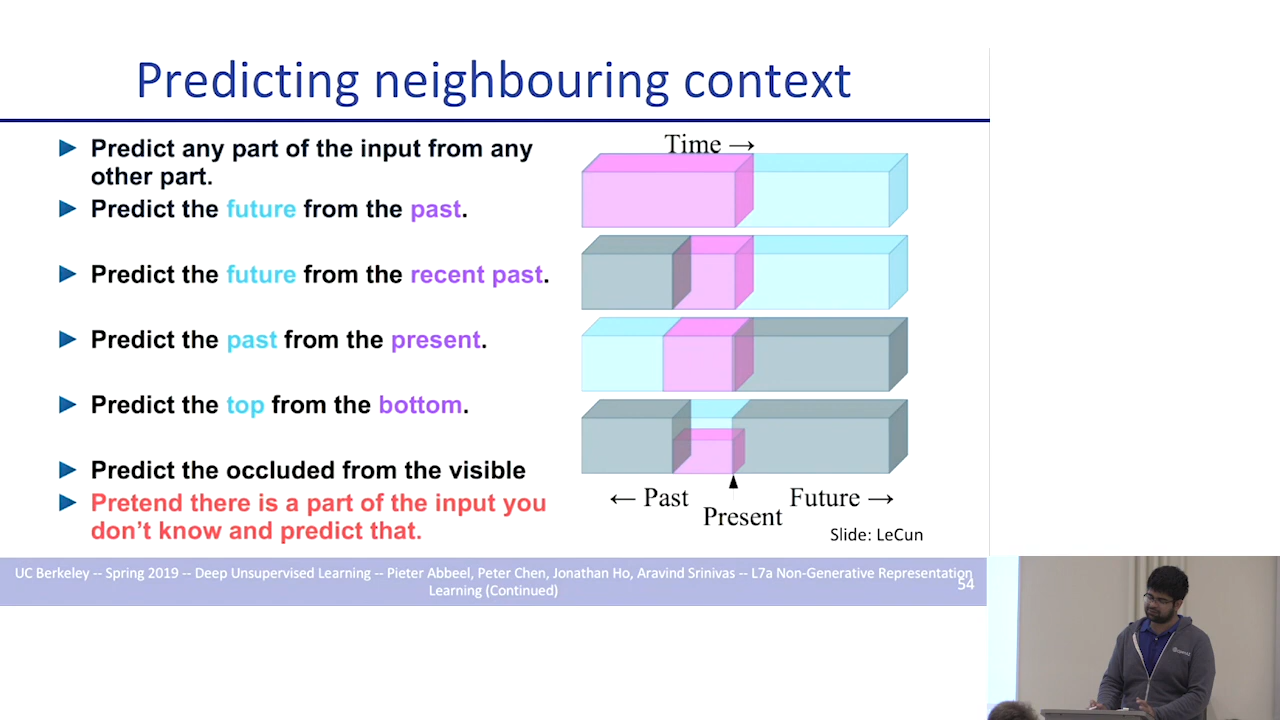 Predicting neighbouring context
Predict any part of the input from any
other part.
Predict the future from the past.
Predict the future from the recent past.
Predict the past from the present.
Predict the top from the bottom.
Predict the occluded from the visible
Pretend there is a part of the input you
don't know and predict that.
Time →
← Past
Present
Future →
Slide: LeCun
UC Berkeley -- Spring 2019 -- Deep Unsupervised Learning -- Pieter Abbeel, Peter Chen, Jonathan Ho, Aravind Srinivas -- L7a Non-Generative Representation
Learning (Continued)
54